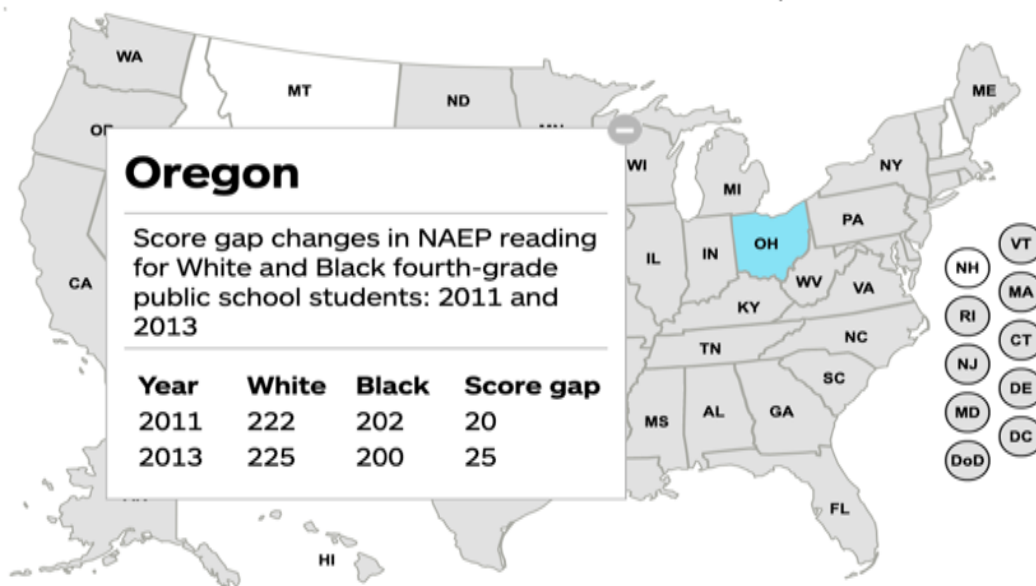 WA
MT
ND
ME
Oregon
Score gap changes in NAEP reading
for White and Black fourth-grade
public school students: 2011 and
2013
Year White Black Score gap
2011 222 202 20
2013 225 200 25
WI
MI
NY
PA
CA
IL
IN
OH
WV
VA
KY
NC
TN
SC
MS
AL
GA
FL
HI
VT
NH
MA
RI
CT
NJ
DE
MD
DC
DoD